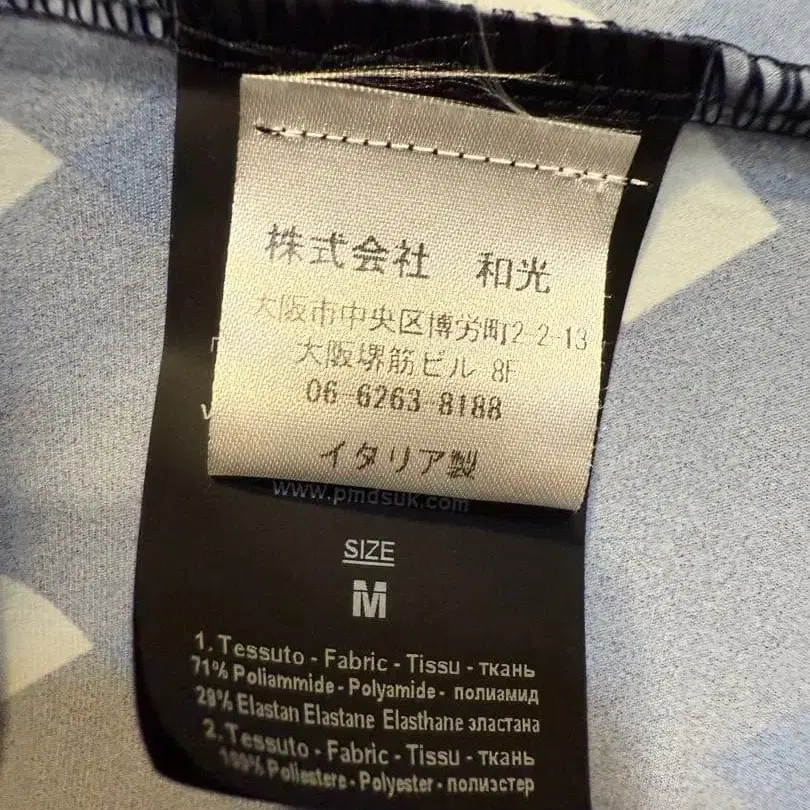 株式会社 和光
大阪市中央区博労町2-2-13
大阪堺筋ビル 8F
06-6263-8188
イタリア製
www.pmdsuk.com
SIZE
M
1. Tessuto - Fabric - Tissu - ткань
71% Poliammide - Polyamide - полиамид
29% Elastan Elastane Elasthane эластана
2. Tessuto - Fabric - Tissu - ткань
100% Poliestere - Polyester - полиэстер